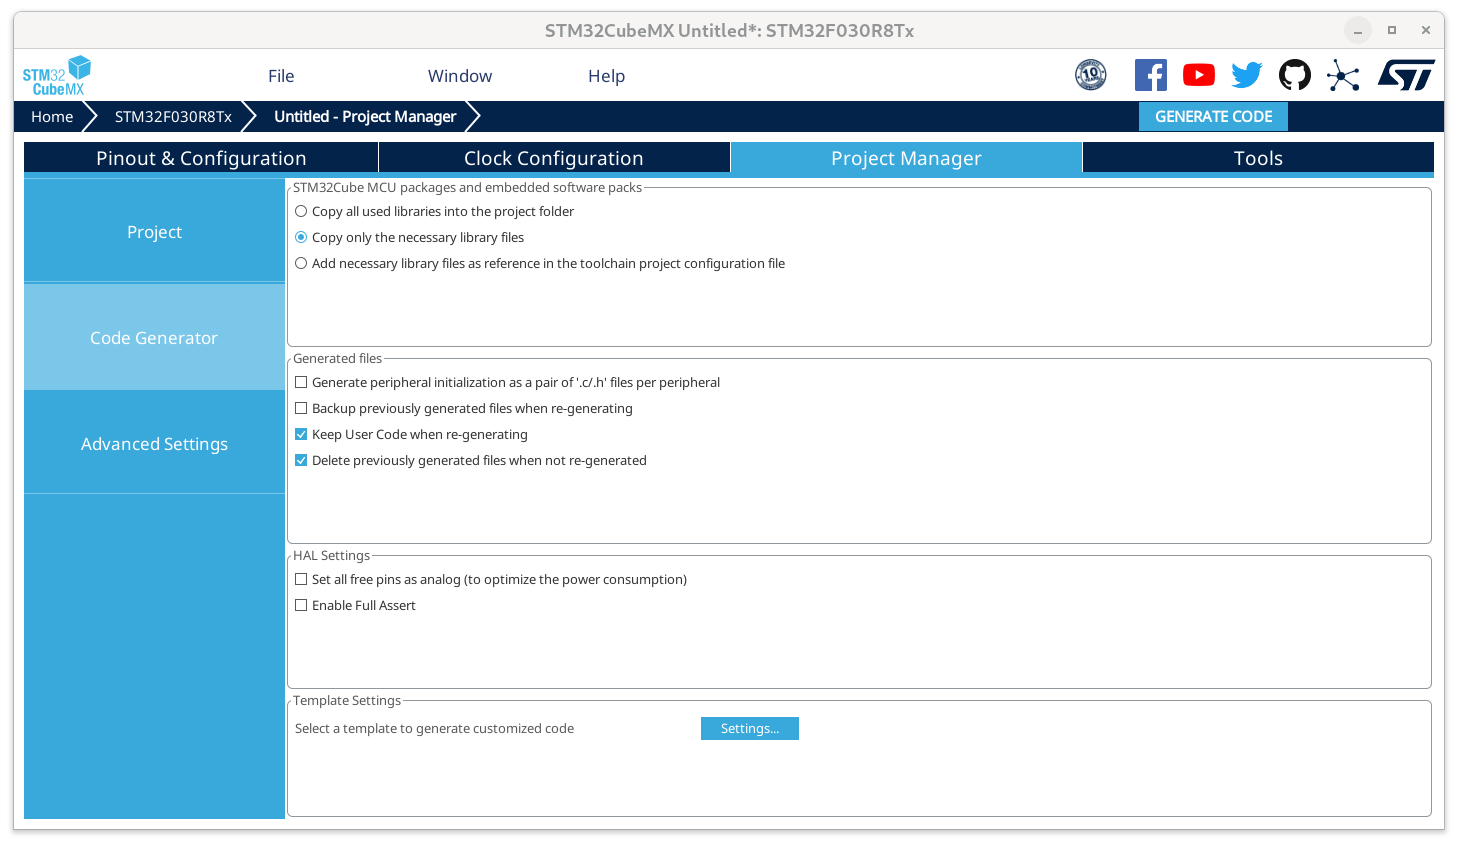 STM32CubeMX Untitled*: STM32F030R8Tx
STM32
CubeMX
File
Window
Help
10
Home
STM32F030R8Tx
Untitled - Project Manager
GENERATE CODE
Pinout & Configuration
Clock Configuration
Project Manager
Tools
Project
Code Generator
Advanced Settings
STM32Cube MCU packages and embedded software packs
Copy all used libraries into the project folder
Copy only the necessary library files
Add necessary library files as reference in the toolchain project configuration file
Generated files
Generate peripheral initialization as a pair of '.c/.h' files per peripheral
Backup previously generated files when re-generating
Keep User Code when re-generating
Delete previously generated files when not re-generated
HAL Settings
Set all free pins as analog (to optimize the power consumption)
Enable Full Assert
Template Settings
Select a template to generate customized code
Settings...